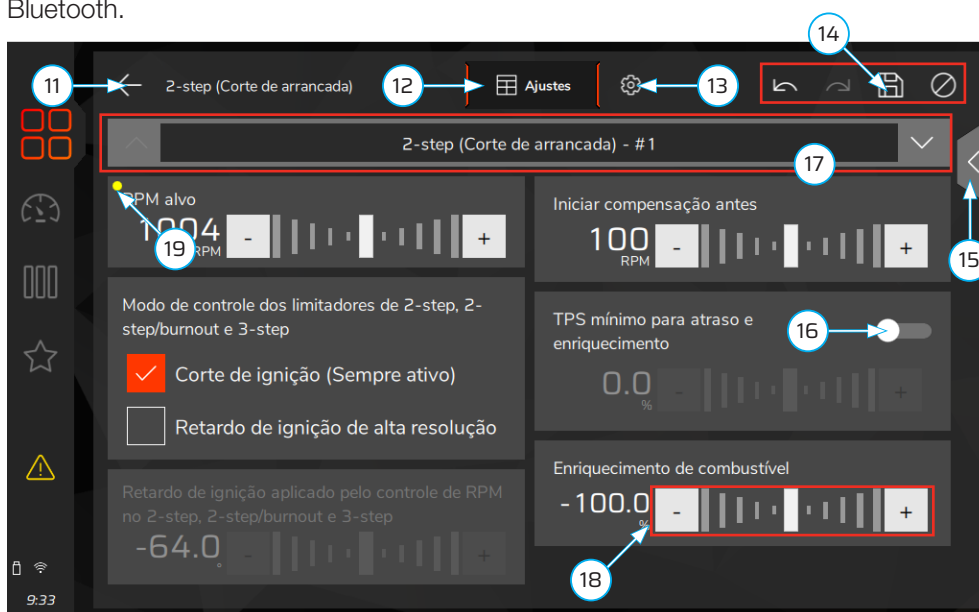 Bluetooth.
14
11
2-step (Corte de arrancada)
12
Ajustes
13
2-step (Corte de arrancada) - #1
17
15
RPM alvo
1004
RPM
-
+
19
Iniciar compensação antes
100
RPM
-
+
Modo de controle dos limitadores de 2-step, 2-
step/burnout e 3-step
Corte de ignição (Sempre ativo)
Retardo de ignição de alta resolução
TPS mínimo para atraso e
enriquecimento
16
0.0
%
-
+
Retardo de ignição aplicado pelo controle de RPM
no 2-step, 2-step/burnout e 3-step
-64.0
°
-
+
Enriquecimento de combustível
-100.0
%
-
+
18
9:33